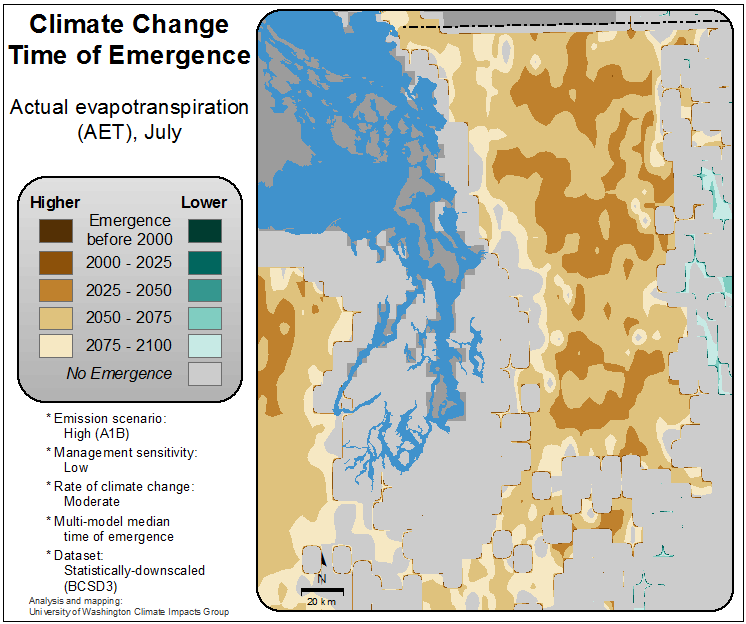 Climate Change
Time of Emergence
Actual evapotranspiration
(AET), July
Higher Lower
Emergence
before 2000
2000 - 2025
2025 - 2050
2050 - 2075
2075 - 2100
No Emergence
* Emission scenario:
High (A1B)
* Management sensitivity:
Low
* Rate of climate change:
Moderate
* Multi-model median
time of emergence
* Dataset:
Statistically-downscaled
(BCSD3)
Analysis and mapping:
University of Washington Climate Impacts Group
N
20 km